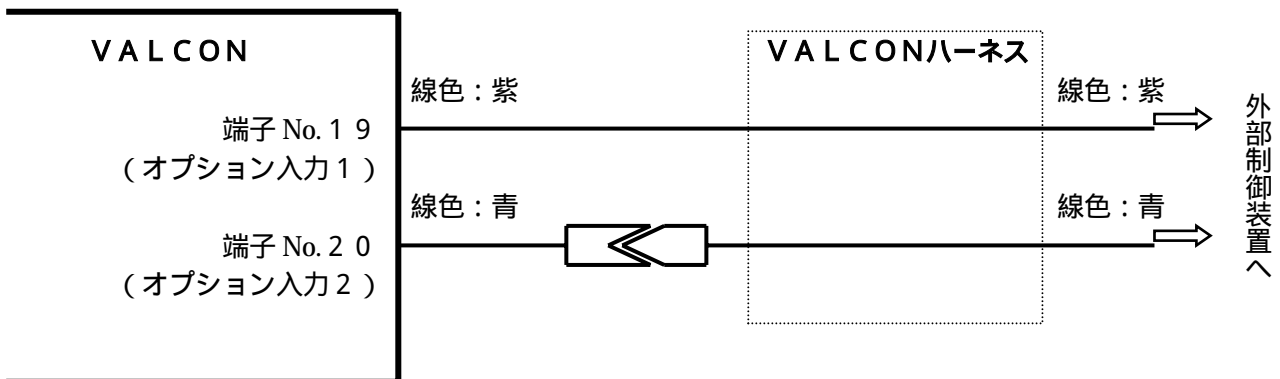 ＶＡＬＣＯＮ
ＶＡＬＣＯＮハーネス
線色：紫
線色：紫
端子 No.１９
（オプション入力１）
線色：青
線色：青
端子 No.２０
（オプション入力２）
外部制御装置へ